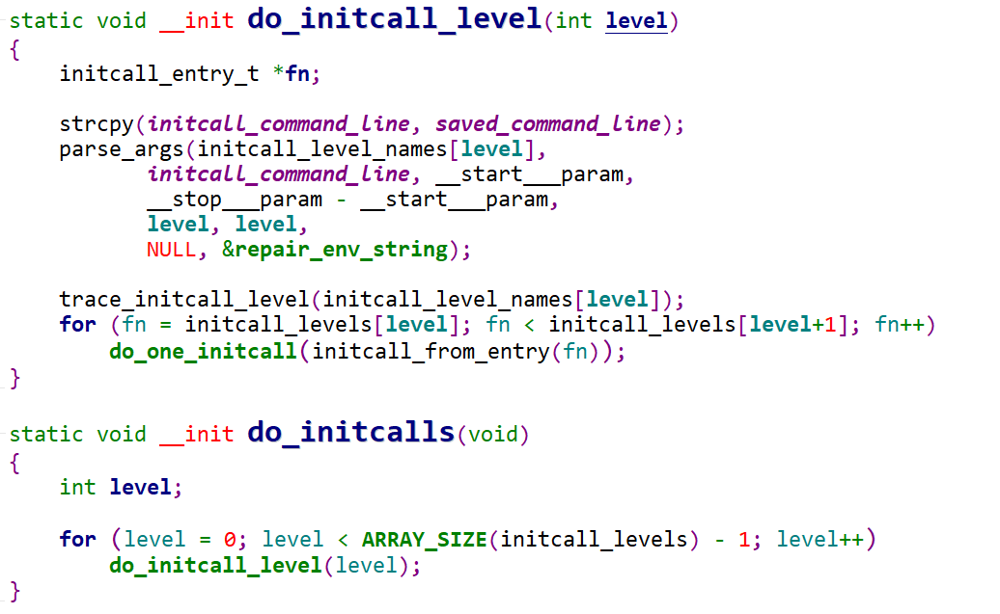 static void __init do_initcall_level(int level)
{
    initcall_entry_t *fn;

    strcpy(initcall_command_line, saved_command_line);
    parse_args(initcall_level_names[level],
           initcall_command_line, __start___param,
           __stop___param - __start___param,
           level, level,
           NULL, &repair_env_string);

    trace_initcall_level(initcall_level_names[level]);
    for (fn = initcall_levels[level]; fn < initcall_levels[level+1]; fn++)
        do_one_initcall(initcall_from_entry(fn));
}

static void __init do_initcalls(void)
{
    int level;

    for (level = 0; level < ARRAY_SIZE(initcall_levels) - 1; level++)
        do_initcall_level(level);
}